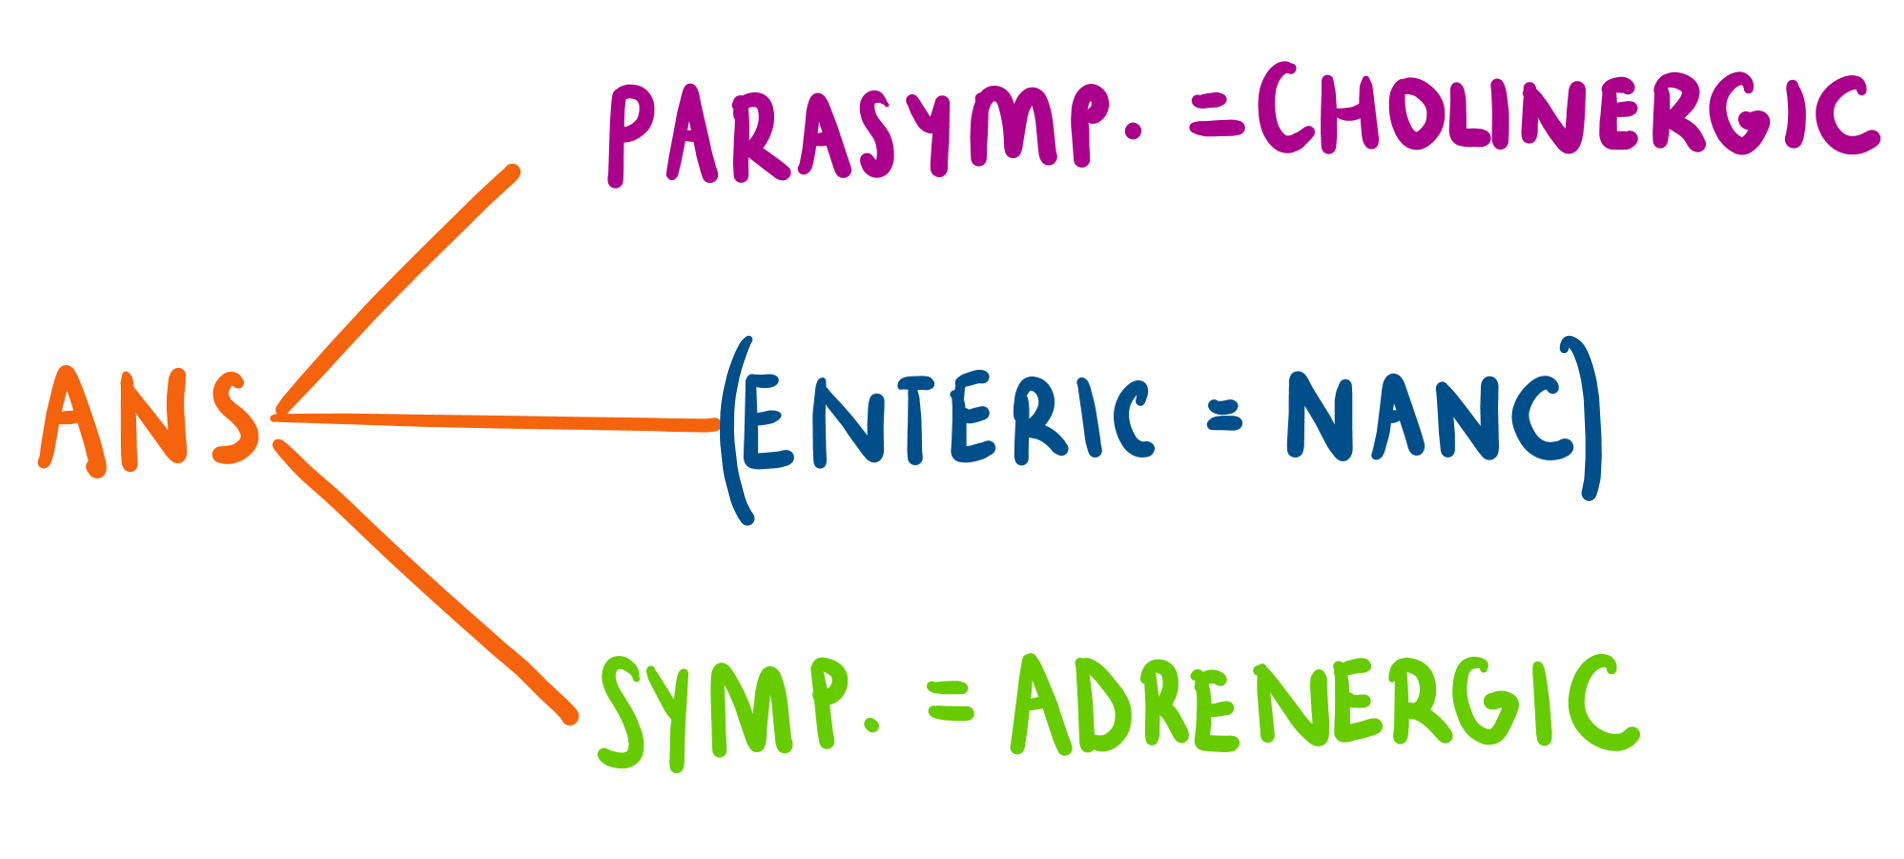 PARASYMP. = CHOLINERGIC
ANS
(ENTERIC = NANC)
SYMP. = ADRENERGIC